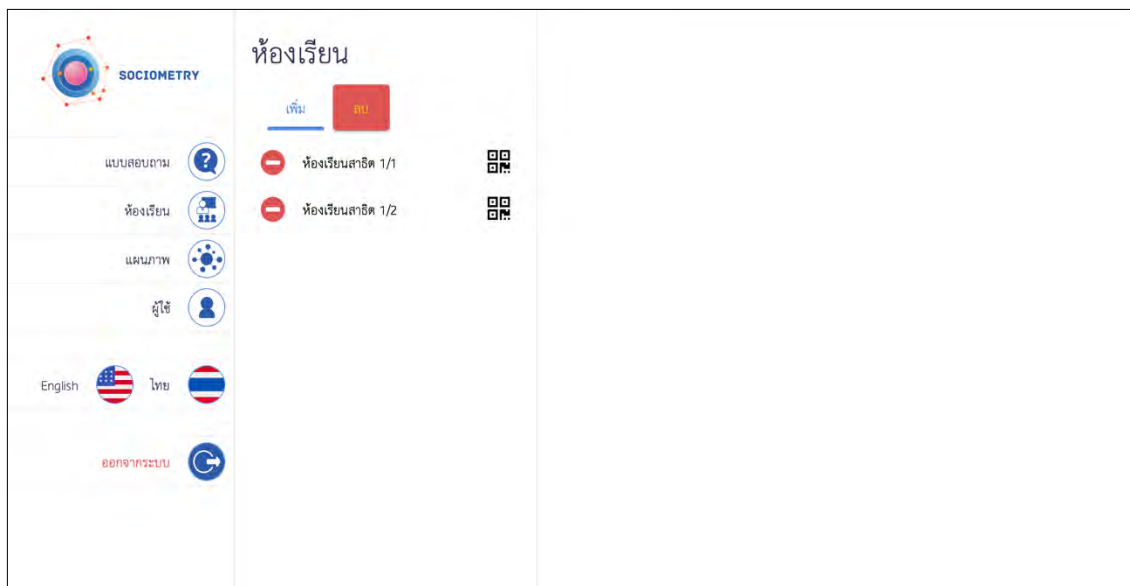 SOCIOMETRY
แบบสอบถาม
ห้องเรียน
แผนภาพ
ผู้ใช้
English ไทย
ออกจากระบบ
ห้องเรียน
เพิ่ม ลบ
ห้องเรียนสาธิต 1/1
ห้องเรียนสาธิต 1/2